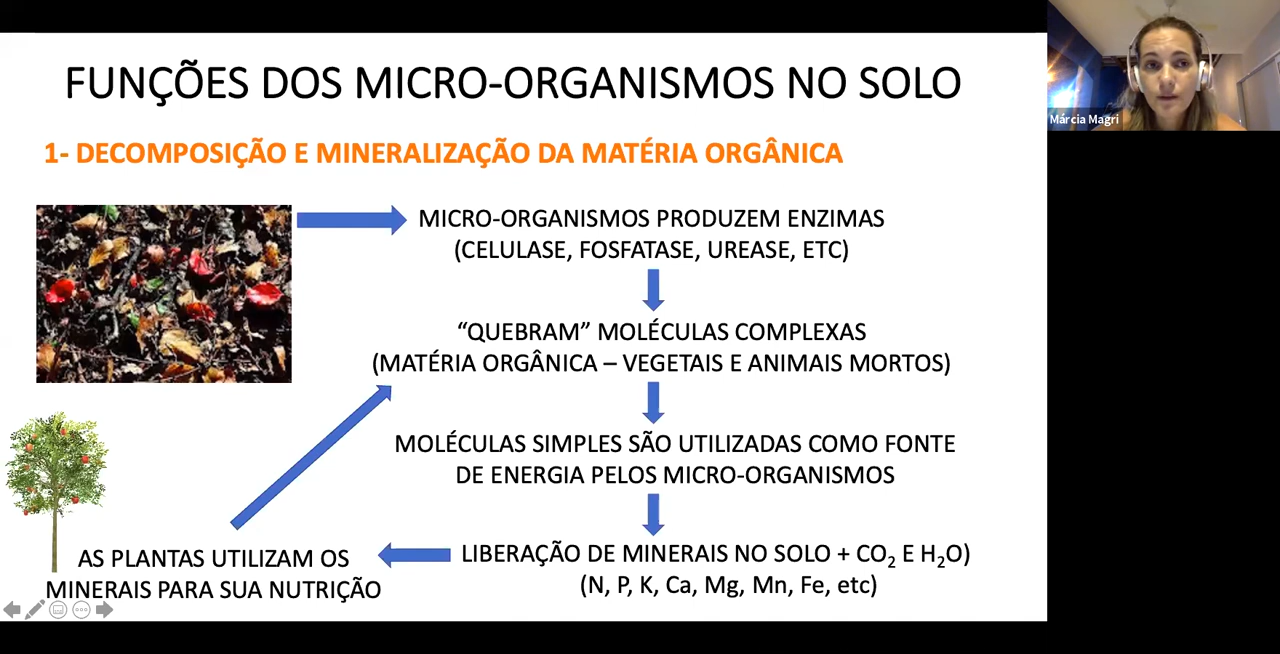 FUNÇÕES DOS MICRO-ORGANISMOS NO SOLO
Márcia Magri
1- DECOMPOSIÇÃO E MINERALIZAÇÃO DA MATÉRIA ORGÂNICA
MICRO-ORGANISMOS PRODUZEM ENZIMAS
(CELULASE, FOSFATASE, UREASE, ETC)
“QUEBRAM” MOLÉCULAS COMPLEXAS
(MATÉRIA ORGÂNICA – VEGETAIS E ANIMAIS MORTOS)
MOLÉCULAS SIMPLES SÃO UTILIZADAS COMO FONTE
DE ENERGIA PELOS MICRO-ORGANISMOS
LIBERAÇÃO DE MINERAIS NO SOLO + CO₂ E H₂O)
(N, P, K, Ca, Mg, Mn, Fe, etc)
AS PLANTAS UTILIZAM OS
MINERAIS PARA SUA NUTRIÇÃO